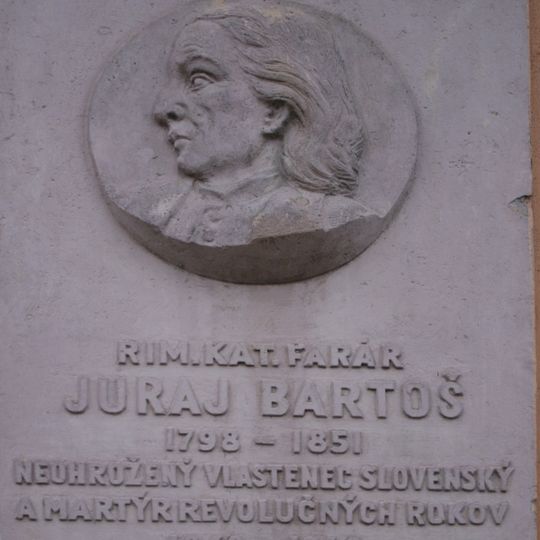 RIM. KAT. FARÁR
JURAJ BARTOŠ
1798 – 1851
NEOHROŽENÝ VLASTENEC SLOVENSKÝ
A MARTÝR REVOLUČNÝCH ROKOV